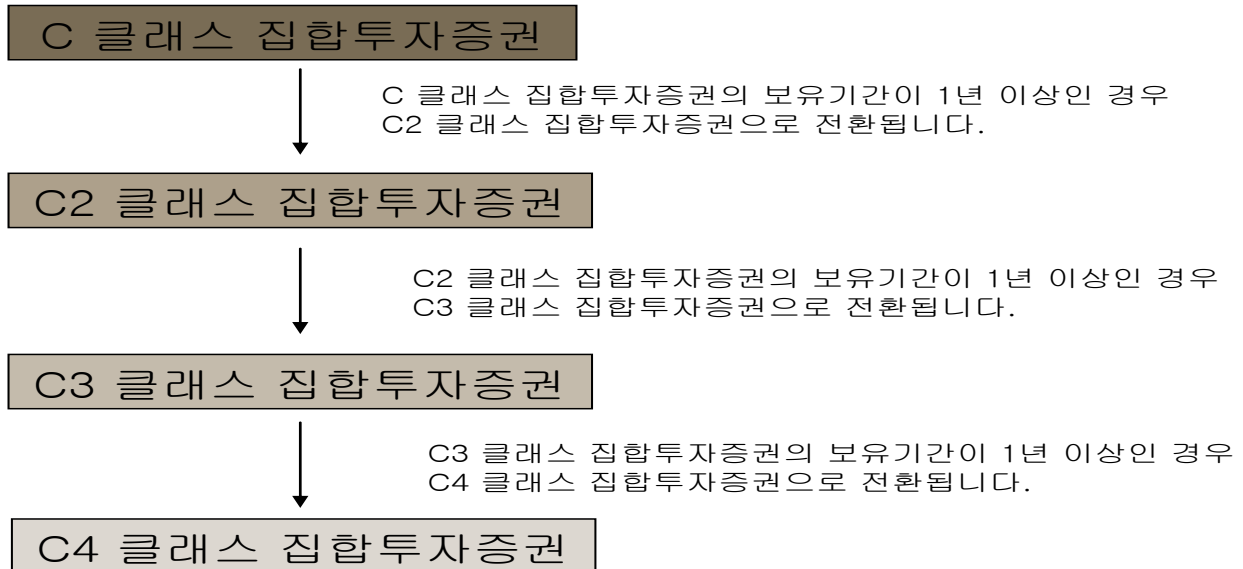 C 클래스 집합투자증권
C 클래스 집합투자증권의 보유기간이 1년 이상인 경우
C2 클래스 집합투자증권으로 전환됩니다.
C2 클래스 집합투자증권
C2 클래스 집합투자증권의 보유기간이 1년 이상인 경우
C3 클래스 집합투자증권으로 전환됩니다.
C3 클래스 집합투자증권
C3 클래스 집합투자증권의 보유기간이 1년 이상인 경우
C4 클래스 집합투자증권으로 전환됩니다.
C4 클래스 집합투자증권